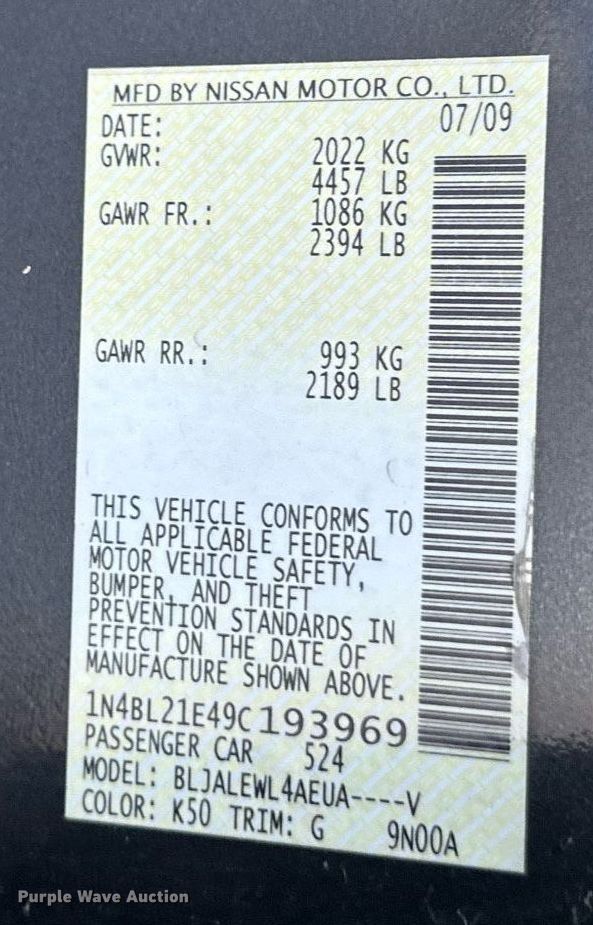 MFD BY NISSAN MOTOR CO., LTD.
DATE: 07/09
GVWR: 2022 KG
4457 LB
GAWR FR.: 1086 KG
2394 LB
GAWR RR.: 993 KG
2189 LB
THIS VEHICLE CONFORMS TO
ALL APPLICABLE FEDERAL
MOTOR VEHICLE SAFETY,
BUMPER, AND THEFT
PREVENTION STANDARDS IN
EFFECT ON THE DATE OF
MANUFACTURE SHOWN ABOVE.
1N4BL21E49C193969
PASSENGER CAR 524
MODEL: BLJALEWL4AEUA----V
COLOR: K50 TRIM: G 9N00A
Purple Wave Auction